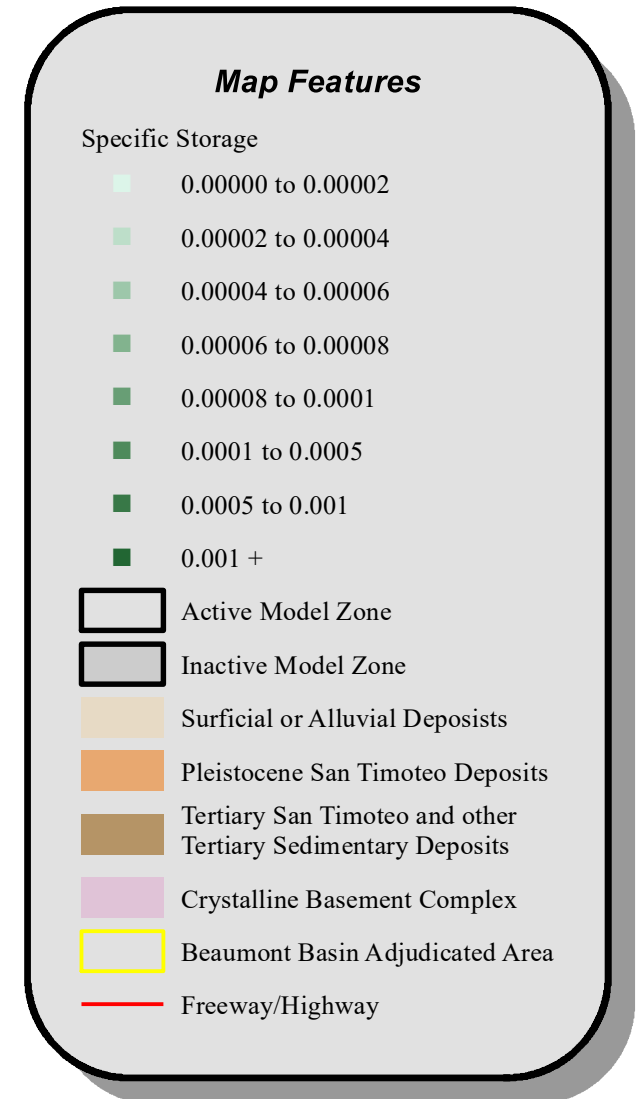 Map Features
Specific Storage
0.00000 to 0.00002
0.00002 to 0.00004
0.00004 to 0.00006
0.00006 to 0.00008
0.00008 to 0.0001
0.0001 to 0.0005
0.0005 to 0.001
0.001 +
Active Model Zone
Inactive Model Zone
Surficial or Alluvial Deposists
Pleistocene San Timoteo Deposits
Tertiary San Timoteo and other
Tertiary Sedimentary Deposits
Crystalline Basement Complex
Beaumont Basin Adjudicated Area
Freeway/Highway